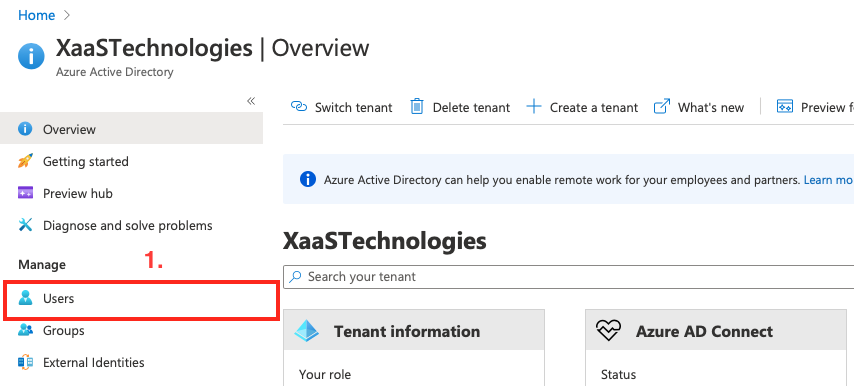 Home >
XaaSTechnologies | Overview
Azure Active Directory
«
Switch tenant
Delete tenant
Create a tenant
What's new
Preview f
Overview
Getting started
Preview hub
Diagnose and solve problems
Manage
1.
Users
Groups
External Identities
Azure Active Directory can help you enable remote work for your employees and partners. Learn mo
XaaSTechnologies
Search your tenant
Tenant information
Your role
Azure AD Connect
Status